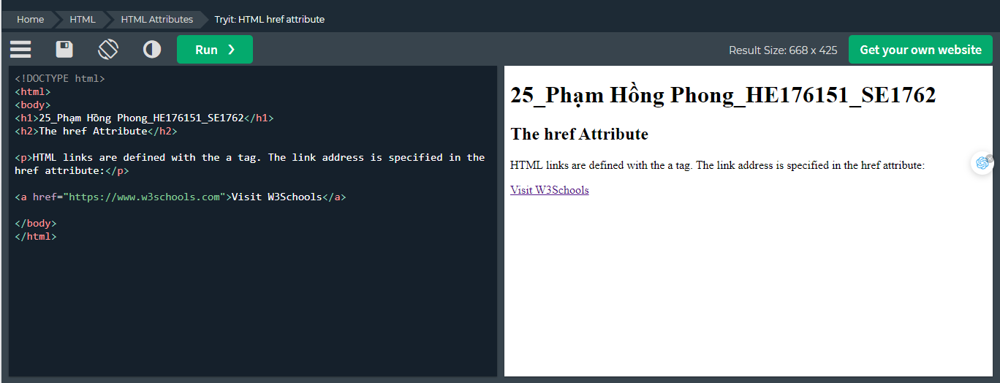 Home HTML HTML Attributes Tryit: HTML href attribute
Run ❯ Result Size: 668 x 425 Get your own website
<!DOCTYPE html>
<html>
<body>
<h1>25_Phạm Hồng Phong_HE176151_SE1762</h1>
<h2>The href Attribute</h2>
<p>HTML links are defined with the a tag. The link address is specified in the
href attribute:</p>
<a href="https://www.w3schools.com">Visit W3Schools</a>
</body>
</html>
25_Phạm Hồng Phong_HE176151_SE1762
The href Attribute
HTML links are defined with the a tag. The link address is specified in the href attribute:
Visit W3Schools